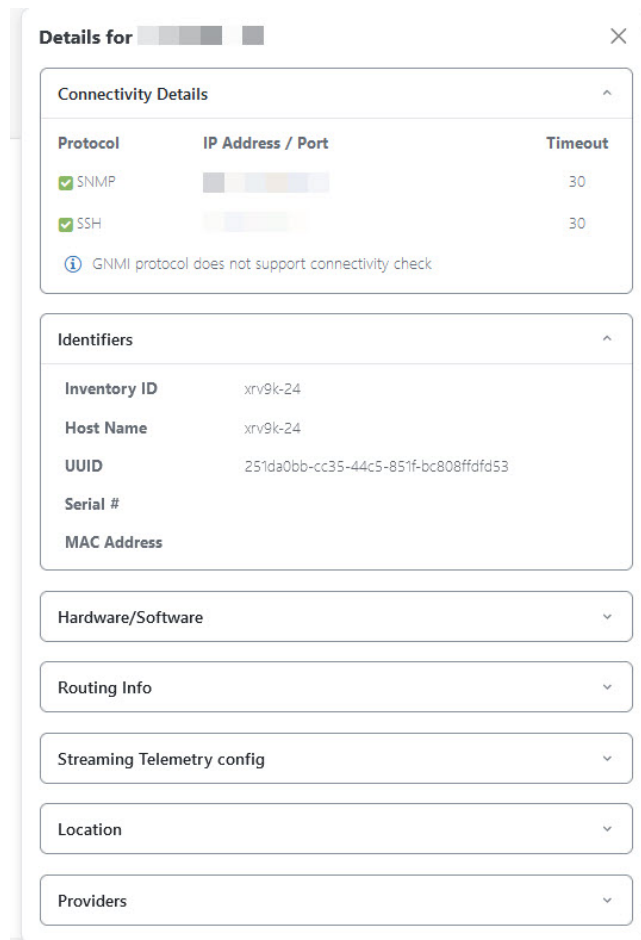 Details for
Connectivity Details
Protocol IP Address / Port Timeout
SNMP 30
SSH 30
GNMI protocol does not support connectivity check
Identifiers
Inventory ID xrv9k-24
Host Name xrv9k-24
UUID 251da0bb-cc35-44c5-851f-bc808ffdfd53
Serial #
MAC Address
Hardware/Software
Routing Info
Streaming Telemetry config
Location
Providers